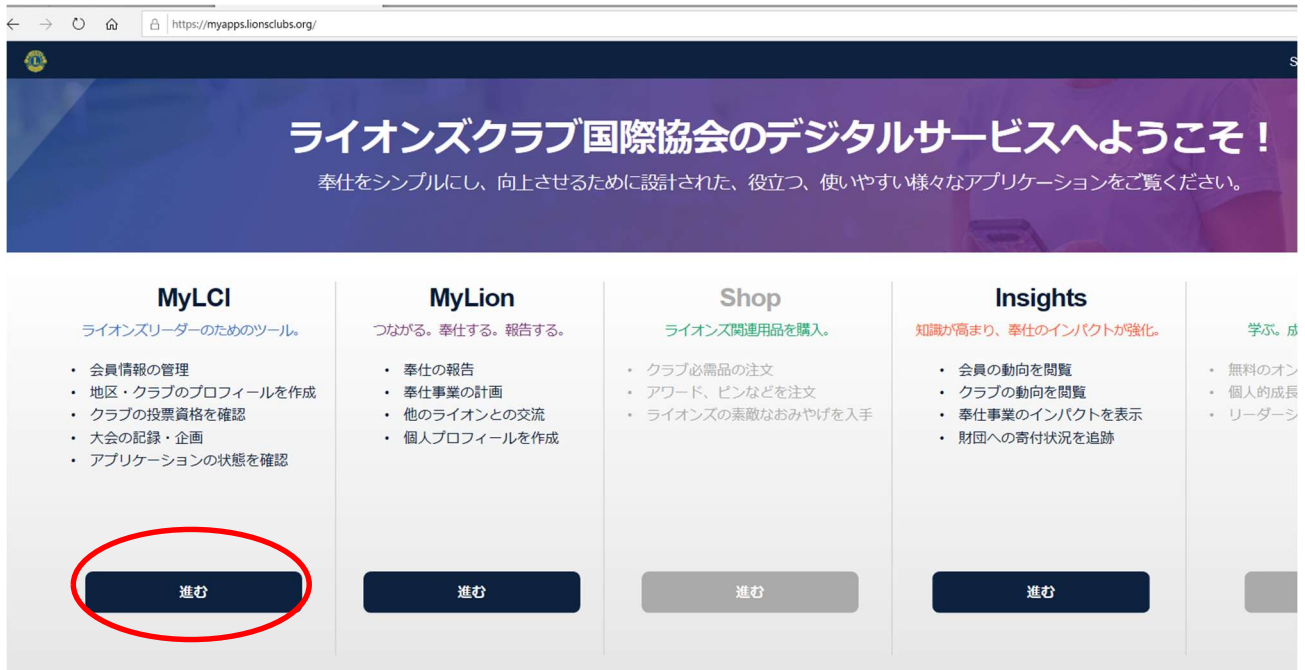 https://myapps.lionsclubs.org/
S
ライオンズクラブ国際協会のデジタルサービスへようこそ！
奉仕をシンプルにし、向上させるために設計された、役立つ、使いやすい様々なアプリケーションをご覧ください。
MyLCI
ライオンズリーダーのためのツール。
• 会員情報の管理
• 地区・クラブのプロフィールを作成
• クラブの投票資格を確認
• 大会の記録・企画
• アプリケーションの状態を確認
進む
MyLion
つながる。奉仕する。報告する。
• 奉仕の報告
• 奉仕事業の計画
• 他のライオンとの交流
• 個人プロフィールを作成
進む
Shop
ライオンズ関連用品を購入。
• クラブ必需品の注文
• アワード、ピンなどを注文
• ライオンズの素敵なおみやげを入手
進む
Insights
知識が高まり、奉仕のインパクトが強化。
• 会員の動向を閲覧
• クラブの動向を閲覧
• 奉仕事業のインパクトを表示
• 財団への寄付状況を追跡
進む
学ぶ。成
• 無料のオン
• 個人的成長
• リーダーシ